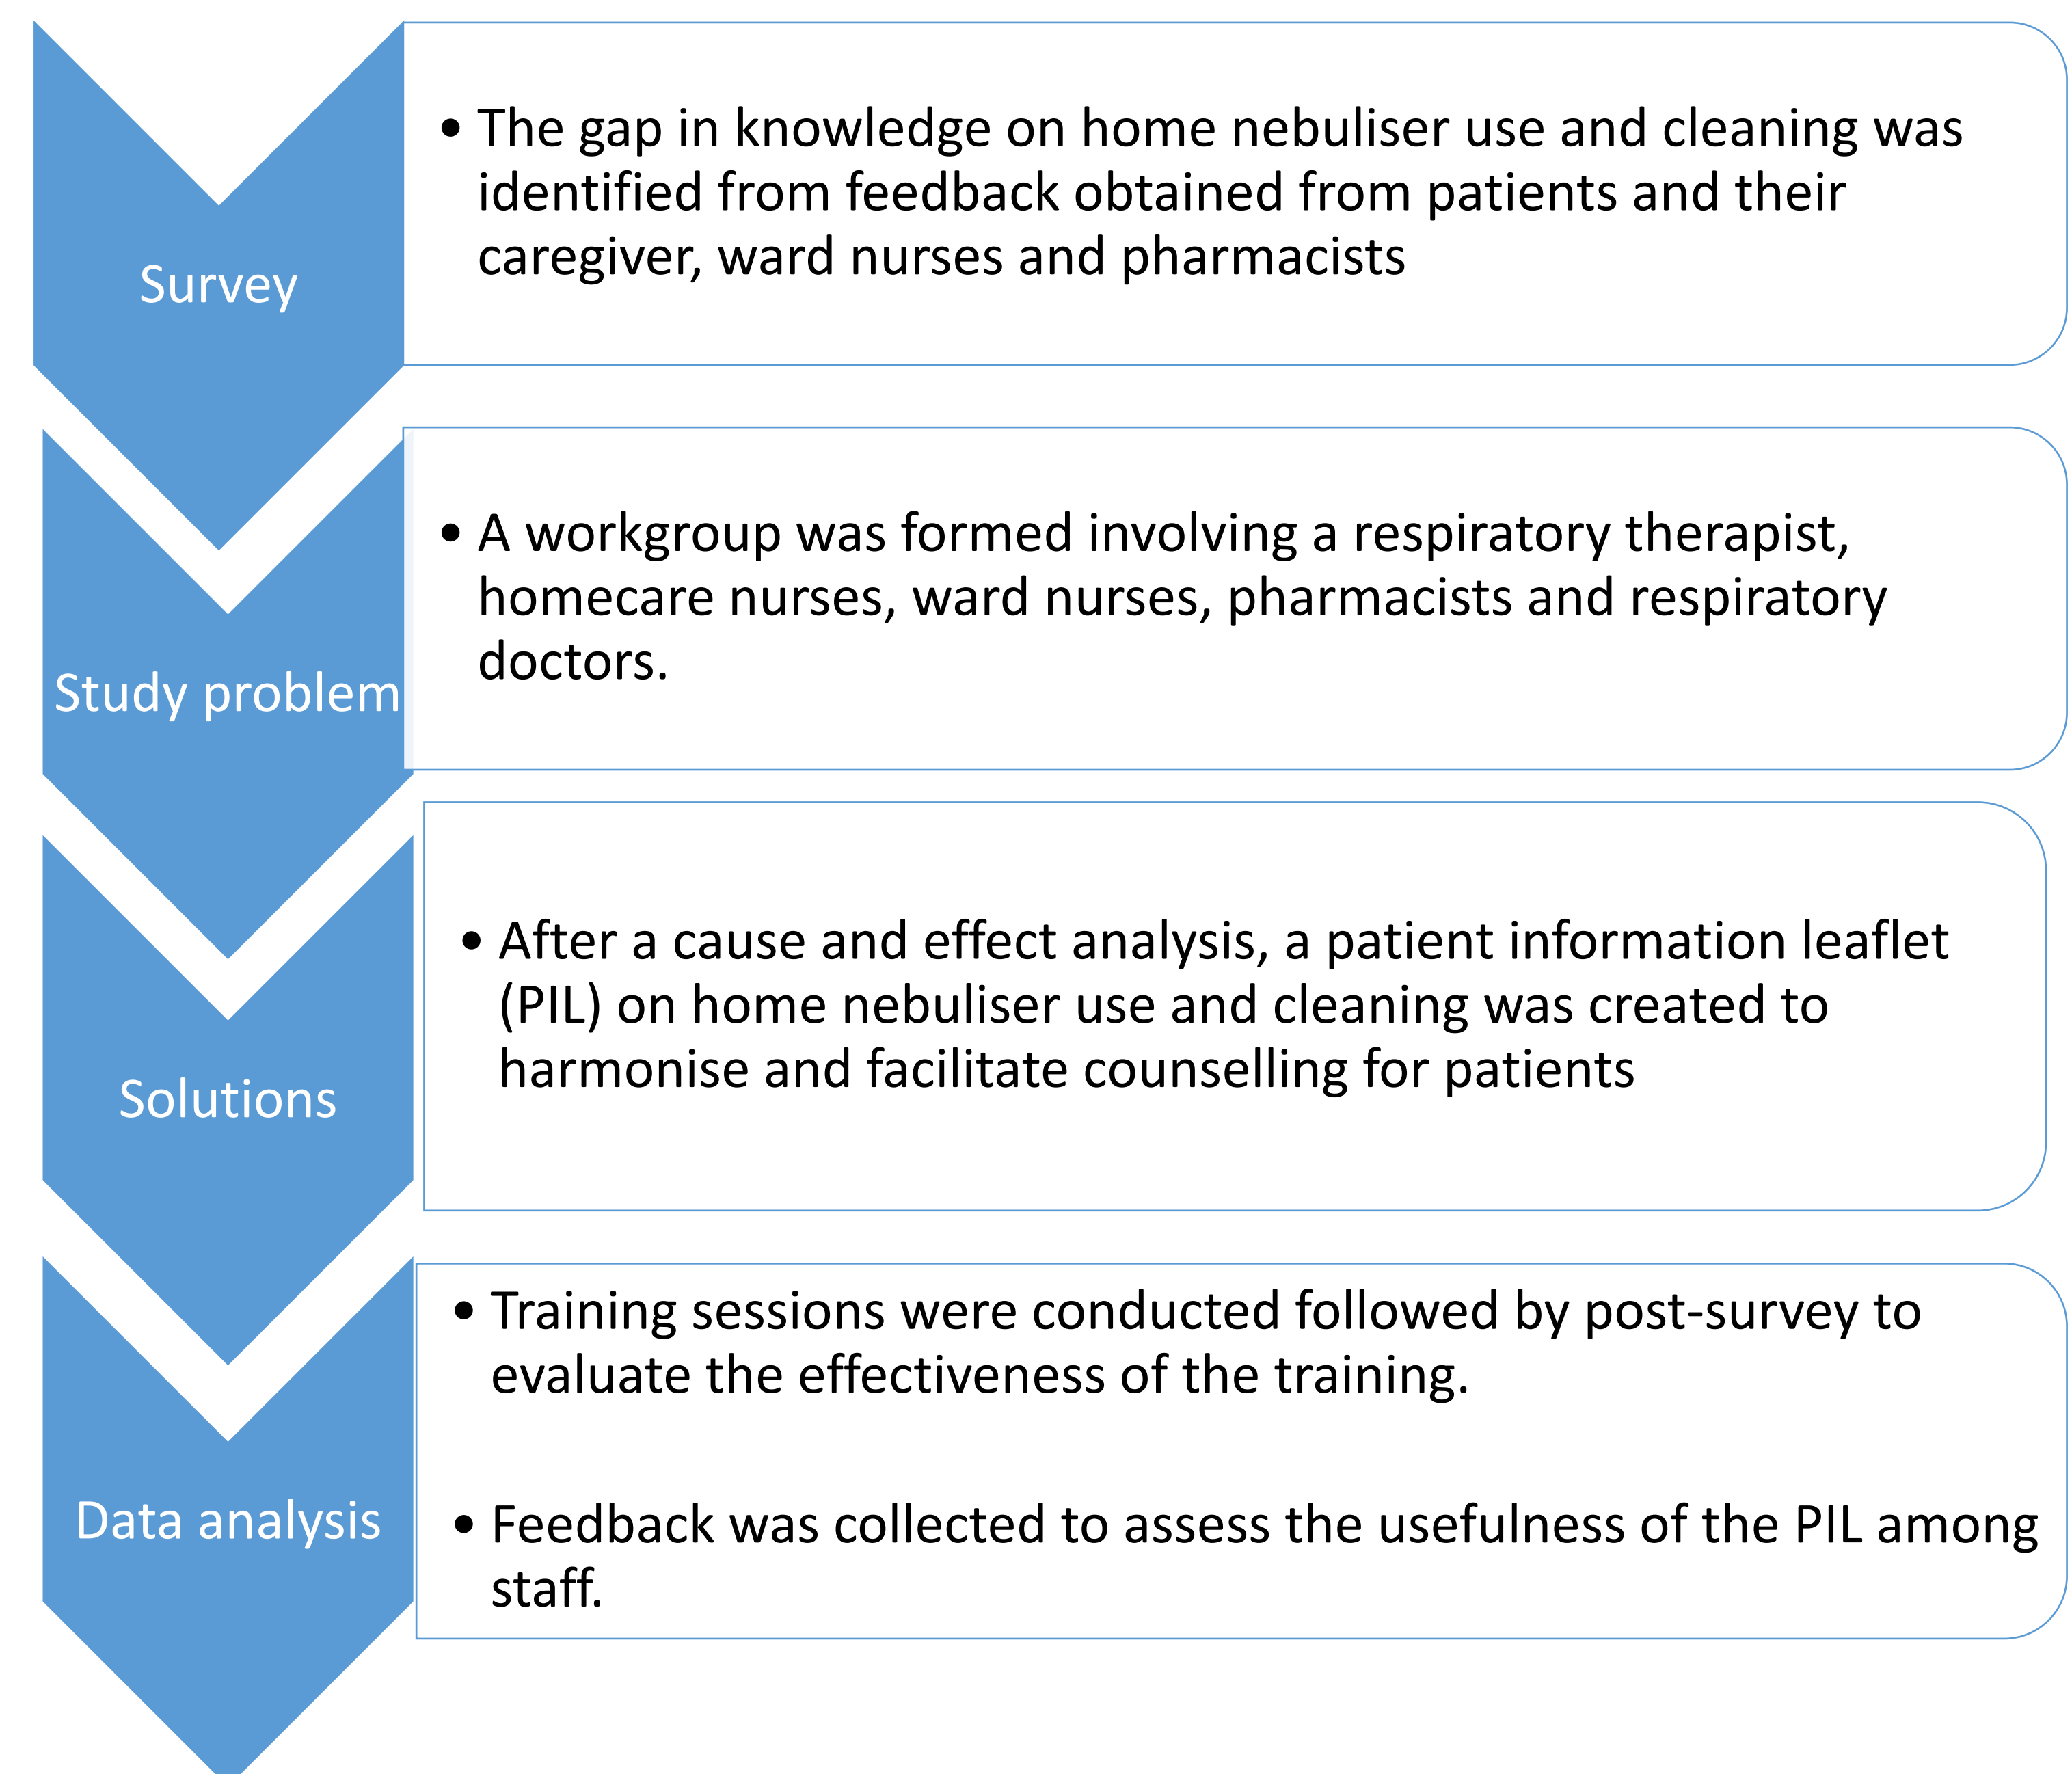 Survey
• The gap in knowledge on home nebuliser use and cleaning was
identified from feedback obtained from patients and their
caregiver, ward nurses and pharmacists
Study problem
• A workgroup was formed involving a respiratory therapist,
homecare nurses, ward nurses, pharmacists and respiratory
doctors.
Solutions
• After a cause and effect analysis, a patient information leaflet
(PIL) on home nebuliser use and cleaning was created to
harmonise and facilitate counselling for patients
Data analysis
• Training sessions were conducted followed by post-survey to
evaluate the effectiveness of the training.
• Feedback was collected to assess the usefulness of the PIL among
staff.